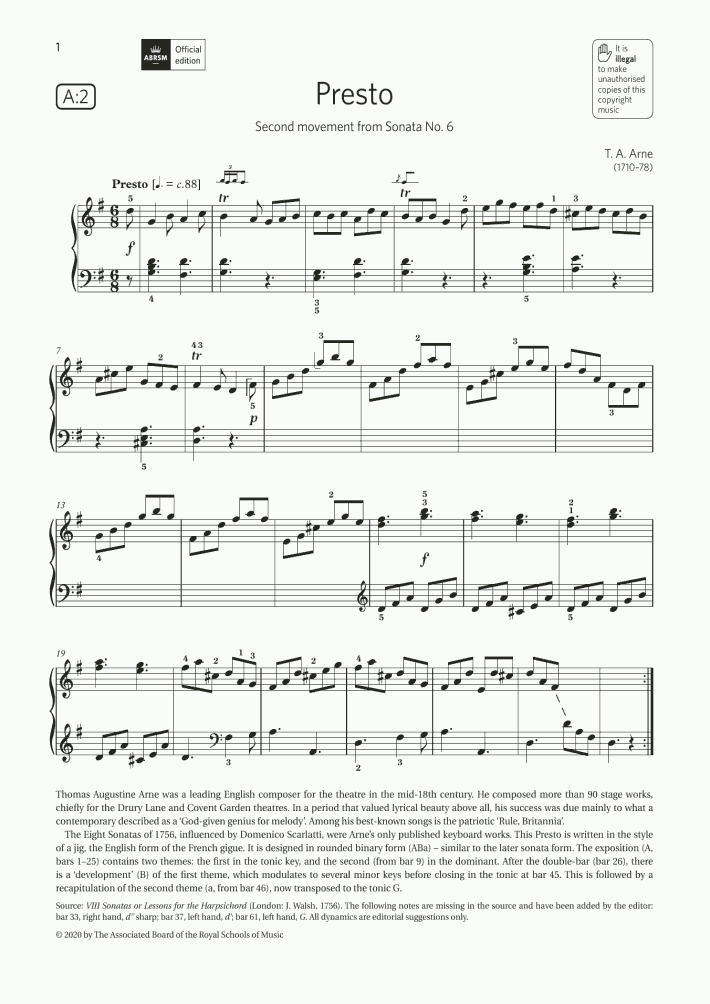 1
ABRSM
Official
edition
It is
illegal
to make
unauthorised
copies of this
copyright
music
A:2
Presto
Second movement from Sonata No. 6
T. A. Arne
(1710–78)
Presto [♩. = c.88]
3
tr
tr
5
2
1
3
6
8
f
6
8
4
3
5
5
7
2
4 3
tr
3
2
3
5
p
3
5
13
2
5
3
2
1
4
f
5
5
19
4
2
1
3
2
4
2
3
2
3
Thomas Augustine Arne was a leading English composer for the theatre in the mid-18th century. He composed more than 90 stage works,
chiefly for the Drury Lane and Covent Garden theatres. In a period that valued lyrical beauty above all, his success was due mainly to what a
contemporary described as a ‘God-given genius for melody’. Among his best-known songs is the patriotic ‘Rule, Britannia’.
The Eight Sonatas of 1756, influenced by Domenico Scarlatti, were Arne’s only published keyboard works. This Presto is written in the style
of a jig, the English form of the French gigue. It is designed in rounded binary form (ABa) – similar to the later sonata form. The exposition (A,
bars 1–25) contains two themes: the first in the tonic key, and the second (from bar 9) in the dominant. After the double-bar (bar 26), there
is a ‘development’ (B) of the first theme, which modulates to several minor keys before closing in the tonic at bar 45. This is followed by a
recapitulation of the second theme (a, from bar 46), now transposed to the tonic G.
Source: VIII Sonatas or Lessons for the Harpsichord (London: J. Walsh, 1756). The following notes are missing in the source and have been added by the editor:
bar 33, right hand, d″ sharp; bar 37, left hand, d′; bar 61, left hand, G. All dynamics are editorial suggestions only.
© 2020 by The Associated Board of the Royal Schools of Music